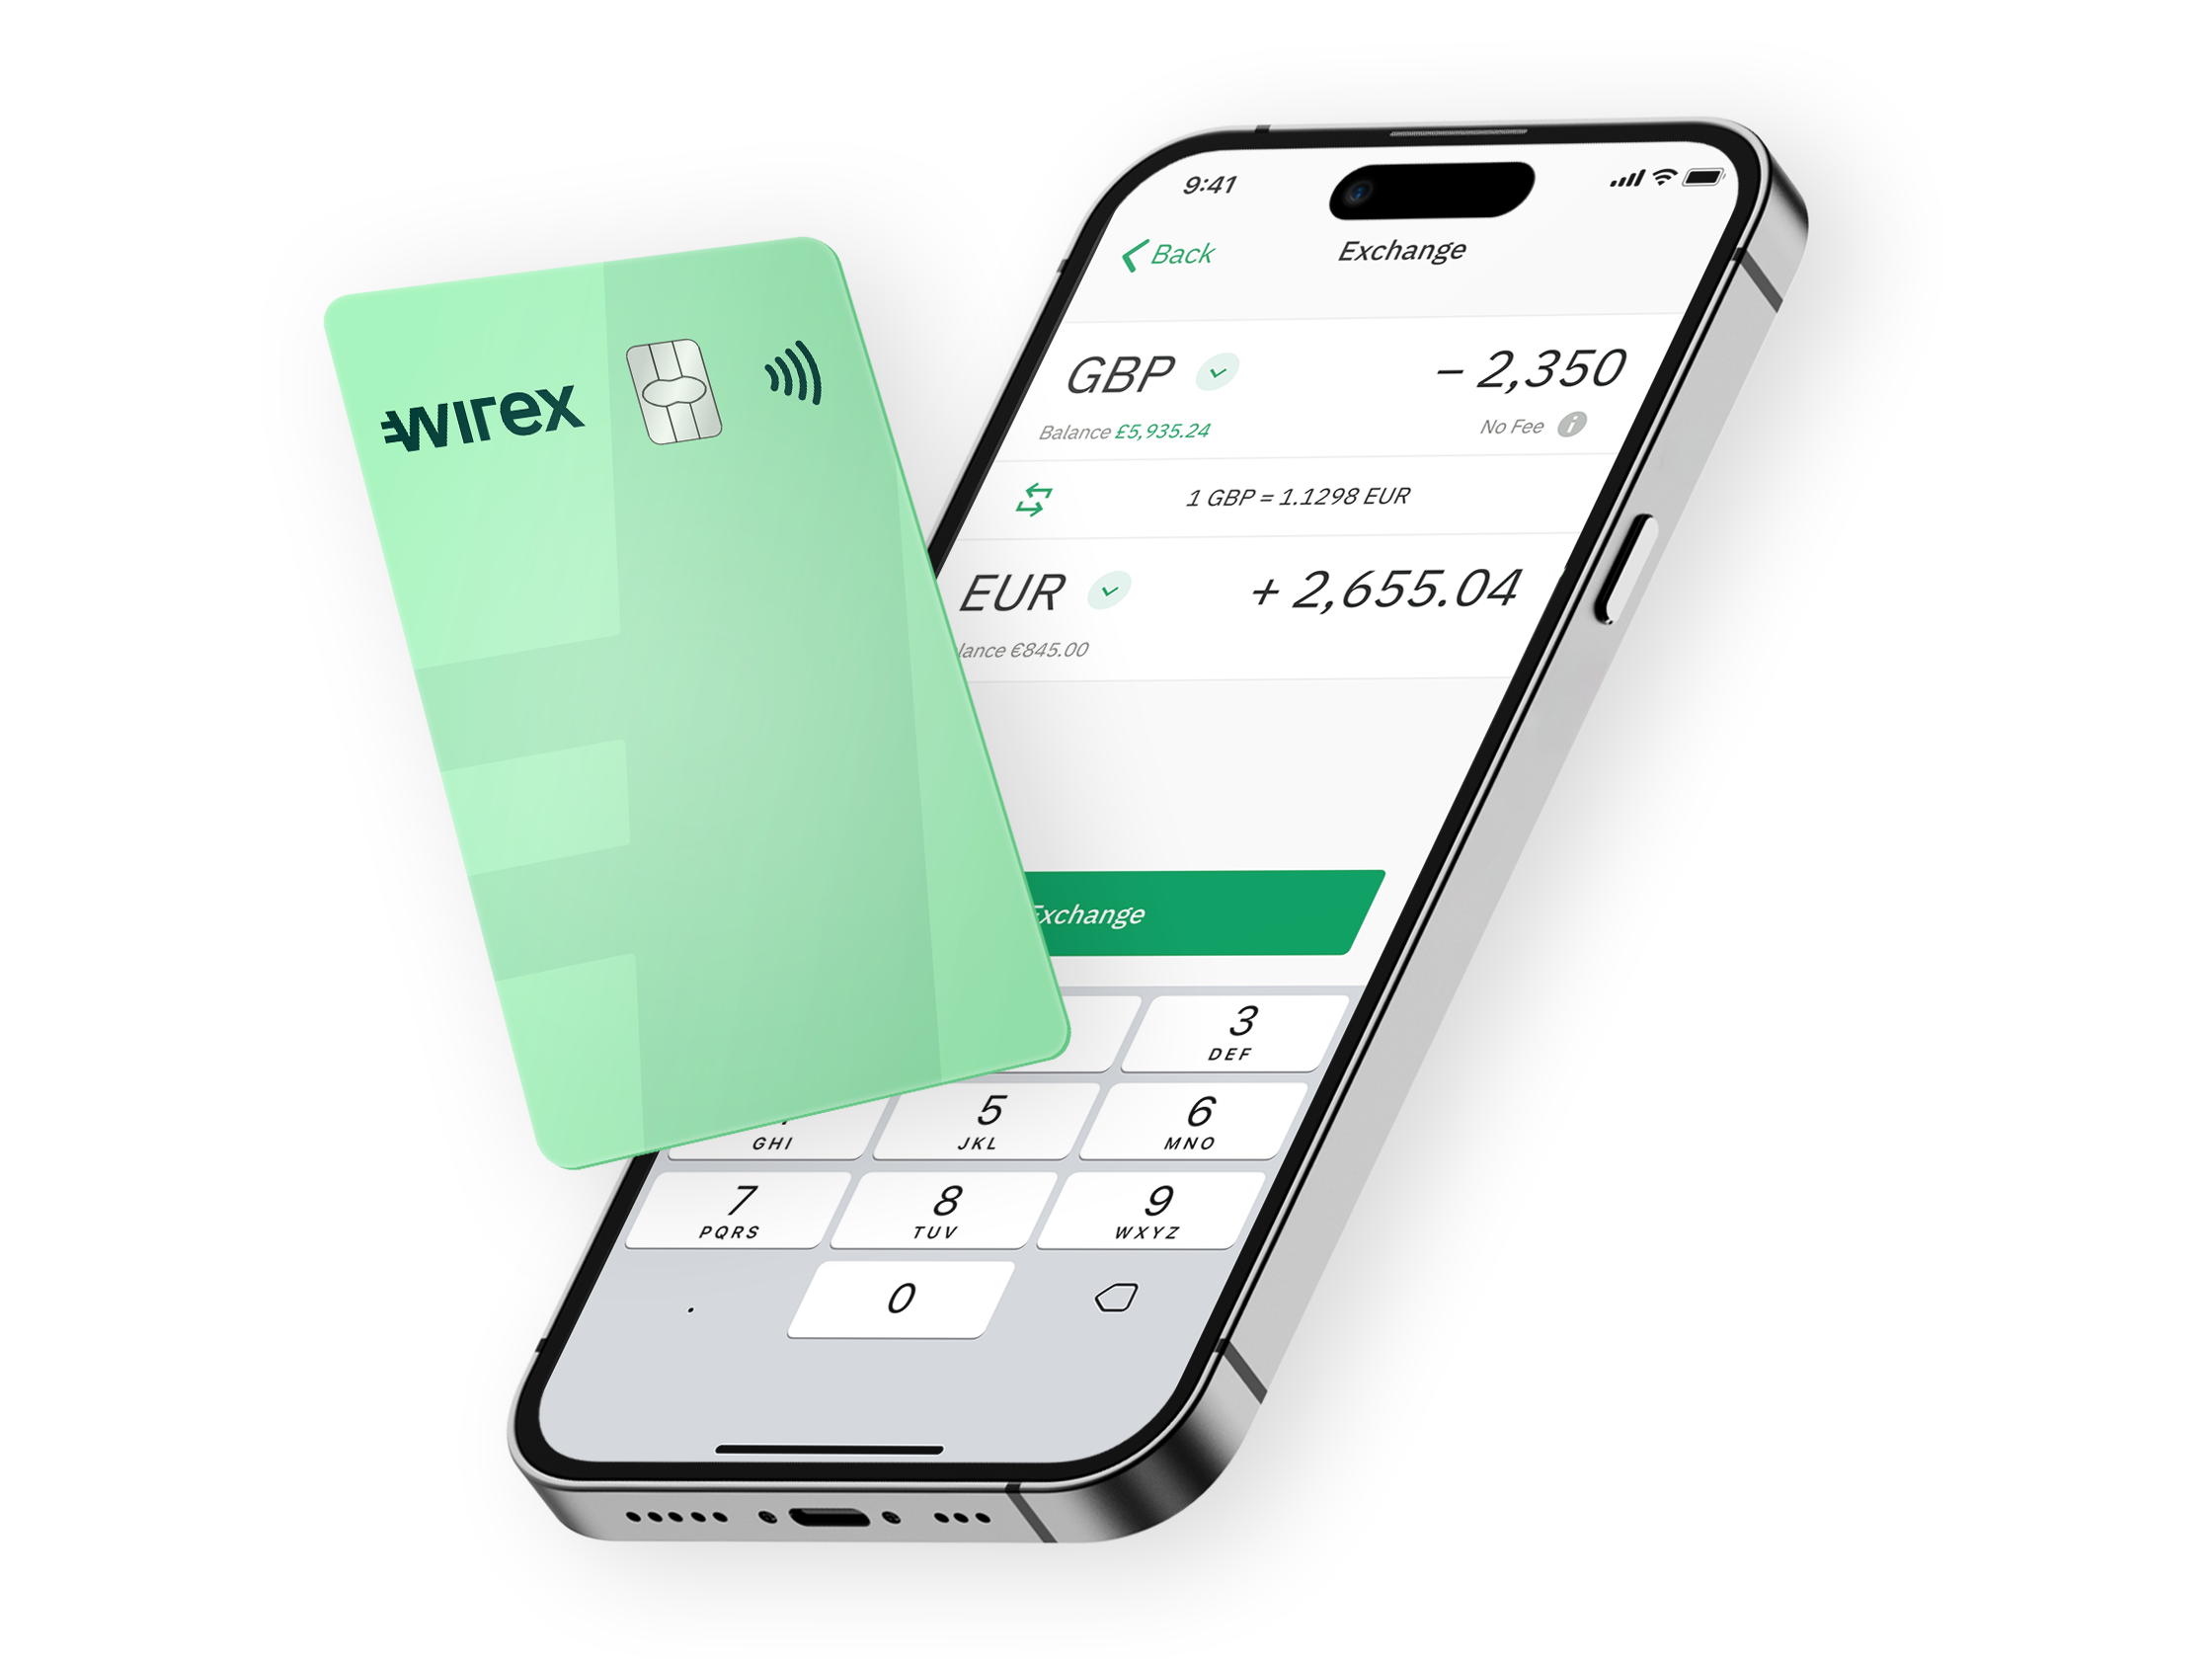 wirex
9:41
Back
Exchange
GBP
− 2,350
Balance £5,935.24
No Fee
1 GBP = 1.1298 EUR
EUR
+ 2,655.04
€845.00
Exchange
3
DEF
GHI
5
JKL
6
MNO
7
PQRS
8
TUV
9
WXYZ
.
0